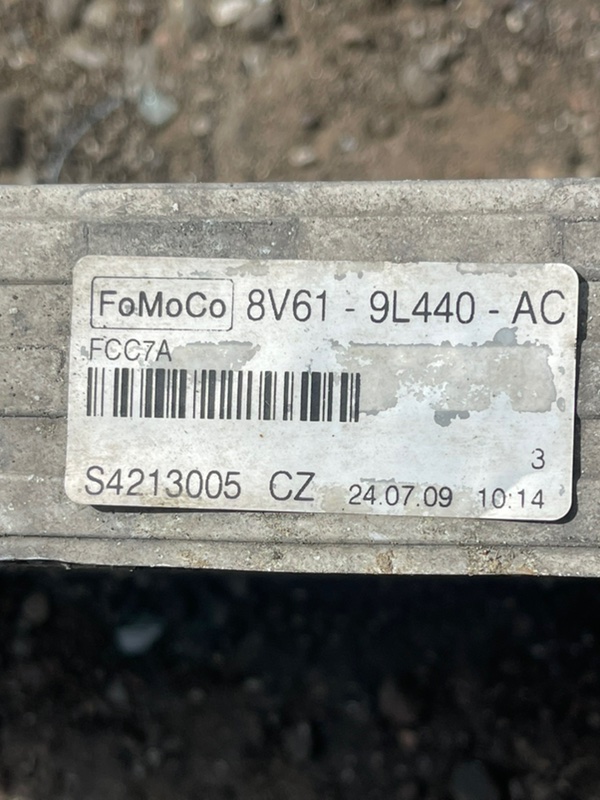 FoMoCo 8V61 - 9L440 - AC
FCC7A
3
S4213005 CZ 24.07.09 10:14